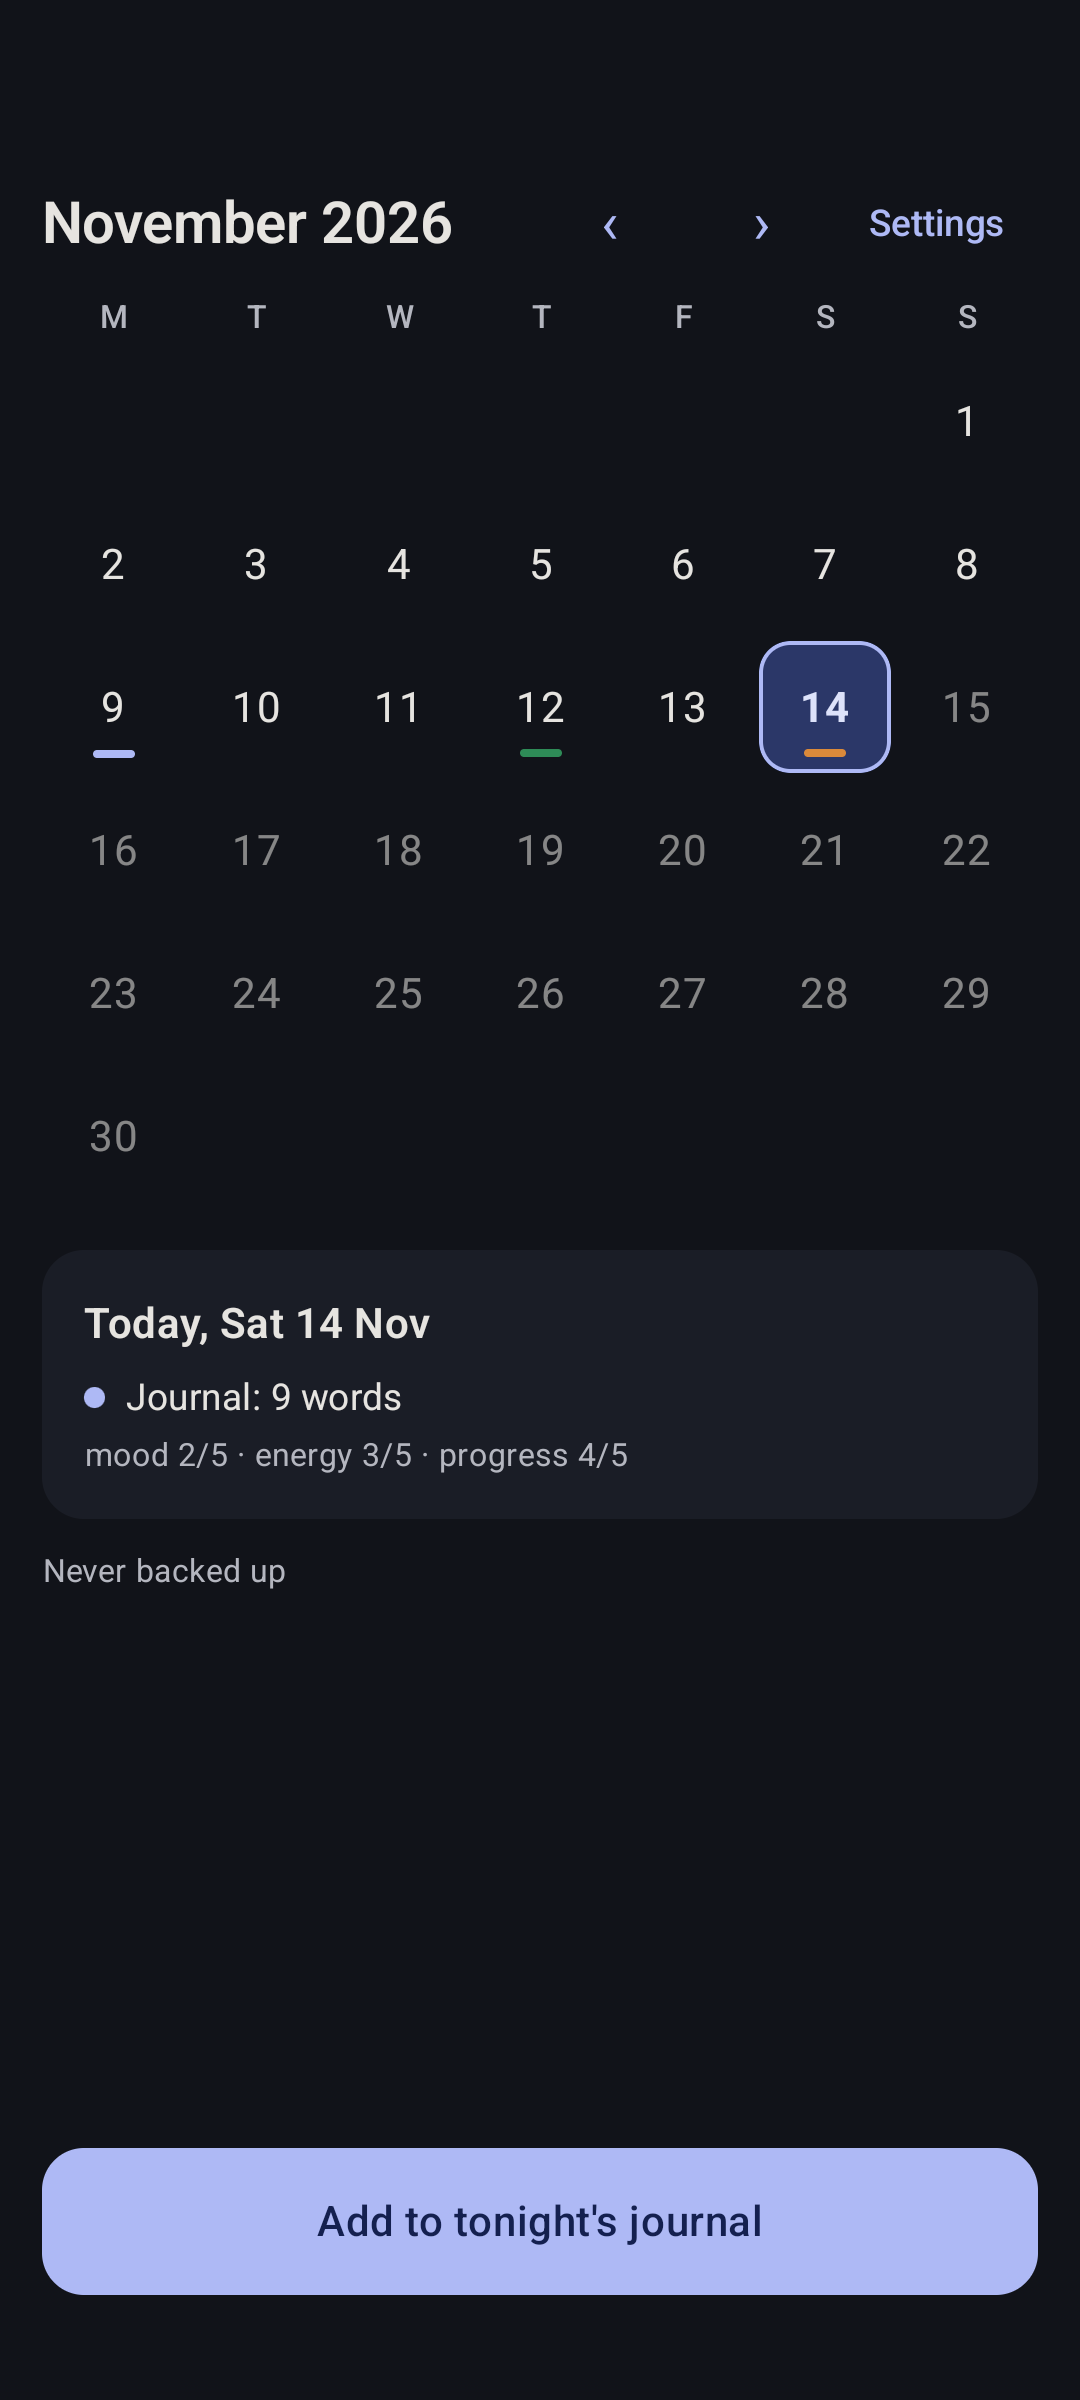 November 2026 ‹ › Settings
M T W T F S S
1
2 3 4 5 6 7 8
9 10 11 12 13 14 15
16 17 18 19 20 21 22
23 24 25 26 27 28 29
30
Today, Sat 14 Nov
Journal: 9 words
mood 2/5 · energy 3/5 · progress 4/5
Never backed up
Add to tonight's journal